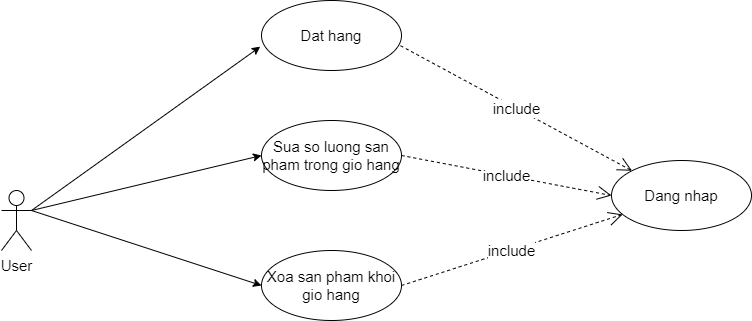 Dat hang
include
Sua so luong san
pham trong gio hang
include
Dang nhap
User
include
Xoa san pham khoi
gio hang